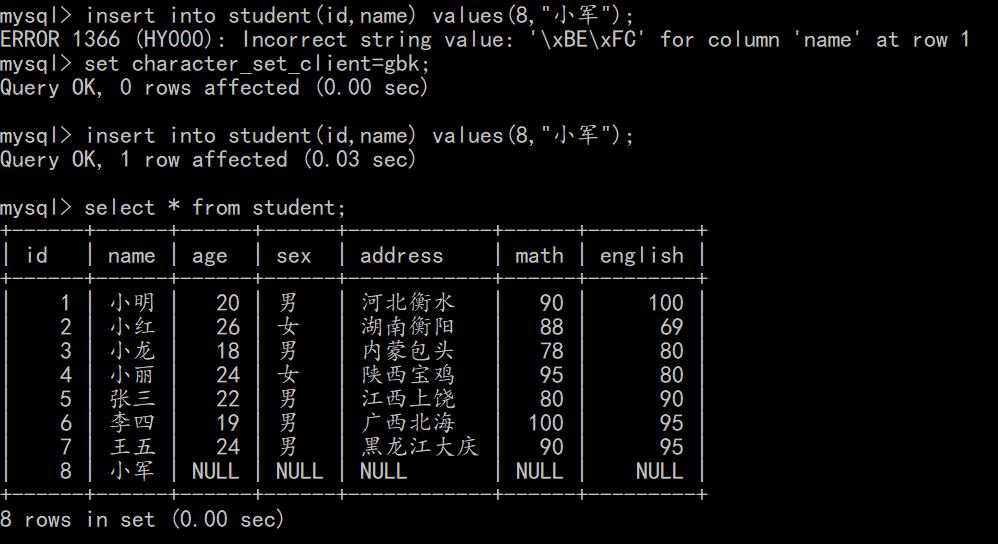 mysql> insert into student(id,name) values(8,"小军");
ERROR 1366 (HY000): Incorrect string value: '\xBE\xFC' for column 'name' at row 1
mysql> set character_set_client=gbk;
Query OK, 0 rows affected (0.00 sec)
mysql> insert into student(id,name) values(8,"小军");
Query OK, 1 row affected (0.03 sec)
mysql> select * from student;
+------+------+------+------+------------+------+---------+
| id   | name | age  | sex  | address    | math | english |
+------+------+------+------+------------+------+---------+
|    1 | 小明 |   20 | 男   | 河北衡水   |   90 |     100 |
|    2 | 小红 |   26 | 女   | 湖南衡阳   |   88 |      69 |
|    3 | 小龙 |   18 | 男   | 内蒙包头   |   78 |      80 |
|    4 | 小丽 |   24 | 女   | 陕西宝鸡   |   95 |      80 |
|    5 | 张三 |   22 | 男   | 江西上饶   |   80 |      90 |
|    6 | 李四 |   19 | 男   | 广西北海   |  100 |      95 |
|    7 | 王五 |   24 | 男   | 黑龙江大庆 |   90 |      95 |
|    8 | 小军 | NULL | NULL | NULL       | NULL |    NULL |
+------+------+------+------+------------+------+---------+
8 rows in set (0.00 sec)